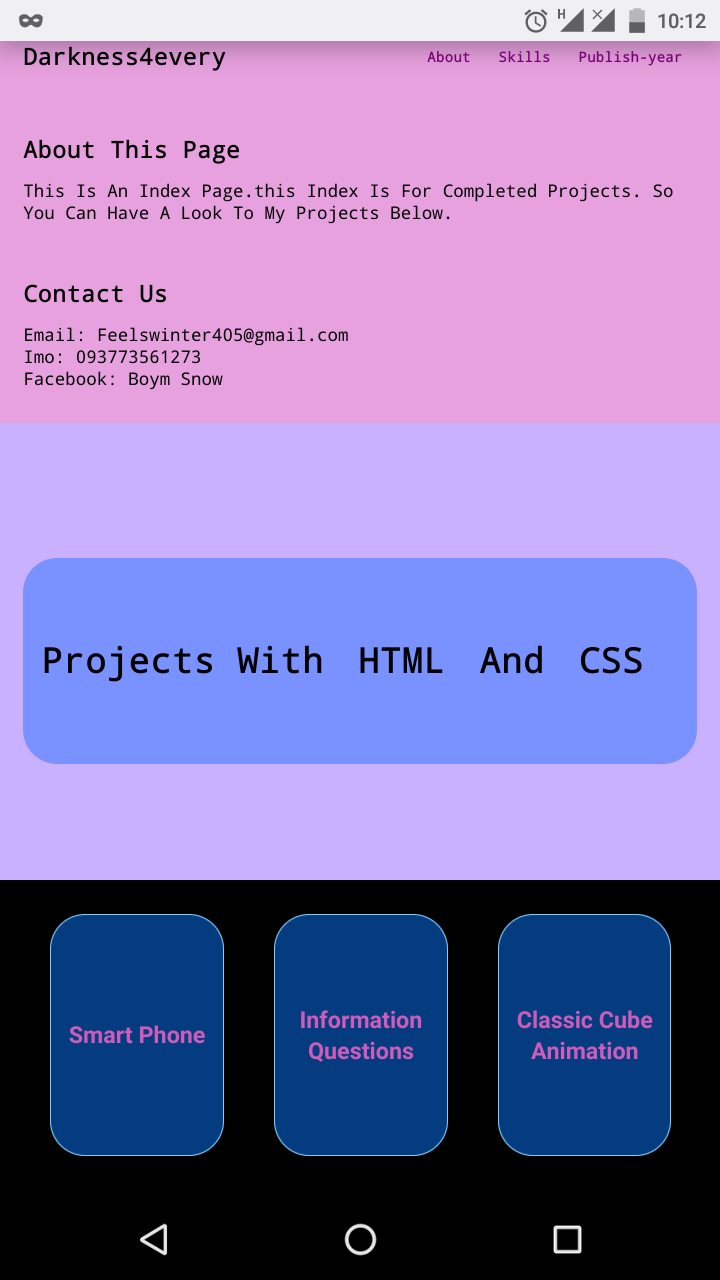 H 10:12
Darkness4every About Skills Publish-year
About This Page
This Is An Index Page.this Index Is For Completed Projects. So
You Can Have A Look To My Projects Below.
Contact Us
Email: Feelswinter405@gmail.com
Imo: 093773561273
Facebook: Boym Snow
Projects With HTML And CSS
Smart Phone
Information
Questions
Classic Cube
Animation